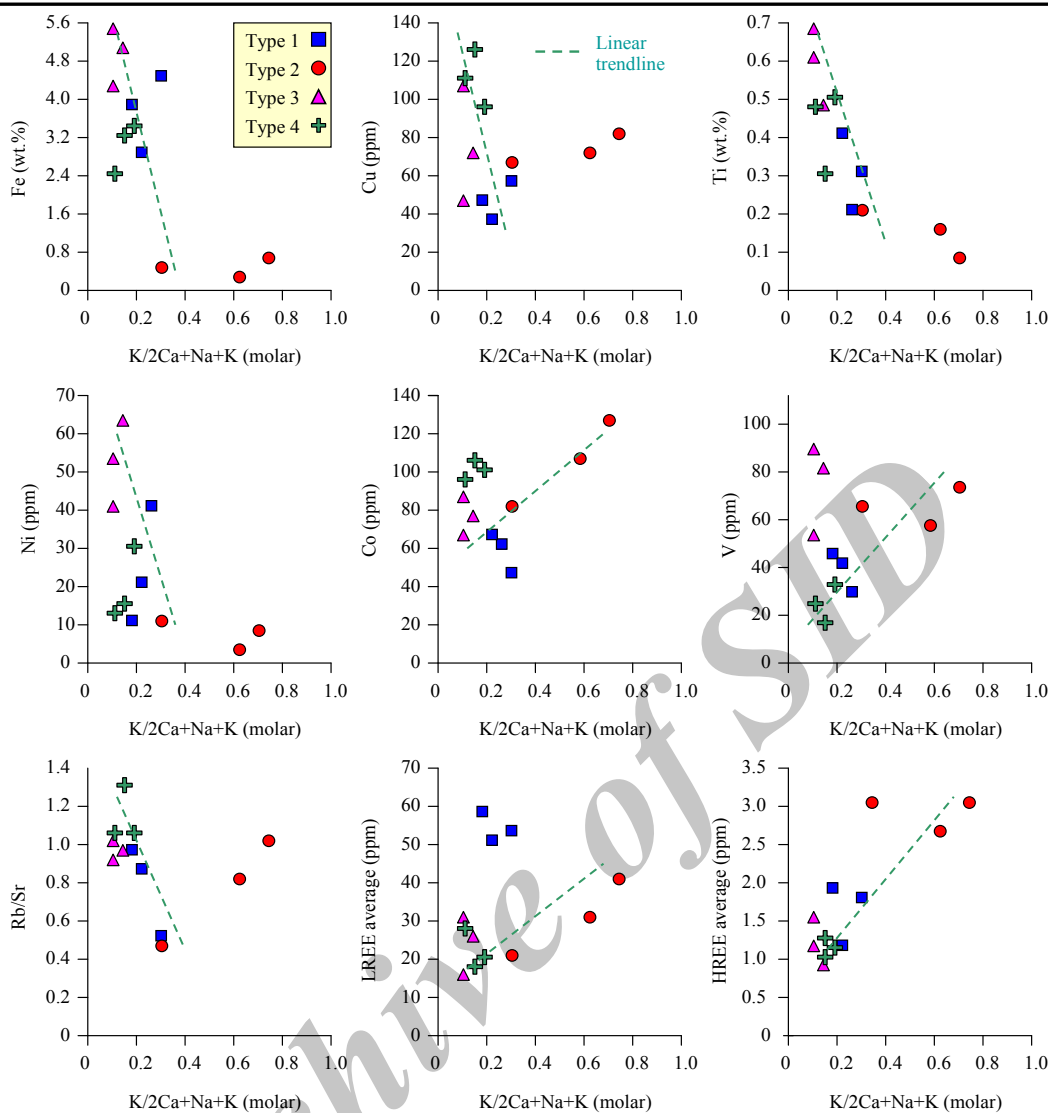 5.6
4.8
4.0
3.2
2.4
1.6
0.8
0
Fe (wt.%)
Type 1
Type 2
Type 3
Type 4
0 0.2 0.4 0.6 0.8 1.0
K/2Ca+Na+K (molar)
140
120
100
80
60
40
20
0
Cu (ppm)
Linear
trendline
0 0.2 0.4 0.6 0.8 1.0
K/2Ca+Na+K (molar)
0.7
0.6
0.5
0.4
0.3
0.2
0.1
0
Ti (wt.%)
0 0.2 0.4 0.6 0.8 1.0
K/2Ca+Na+K (molar)
70
60
50
40
30
20
10
0
Ni (ppm)
0 0.2 0.4 0.6 0.8 1.0
K/2Ca+Na+K (molar)
140
120
100
80
60
40
20
0
Co (ppm)
0 0.2 0.4 0.6 0.8 1.0
K/2Ca+Na+K (molar)
100
80
60
40
20
0
V (ppm)
0 0.2 0.4 0.6 0.8 1.0
K/2Ca+Na+K (molar)
1.4
1.2
1.0
0.8
0.6
0.4
0.2
0
Rb/Sr
0 0.2 0.4 0.6 0.8 1.0
K/2Ca+Na+K (molar)
70
60
50
40
30
20
10
0
LREE average (ppm)
0 0.2 0.4 0.6 0.8 1.0
K/2Ca+Na+K (molar)
3.5
3.0
2.5
2.0
1.5
1.0
0.5
0
HREE average (ppm)
0 0.2 0.4 0.6 0.8 1.0
K/2Ca+Na+K (molar)
chive of SID